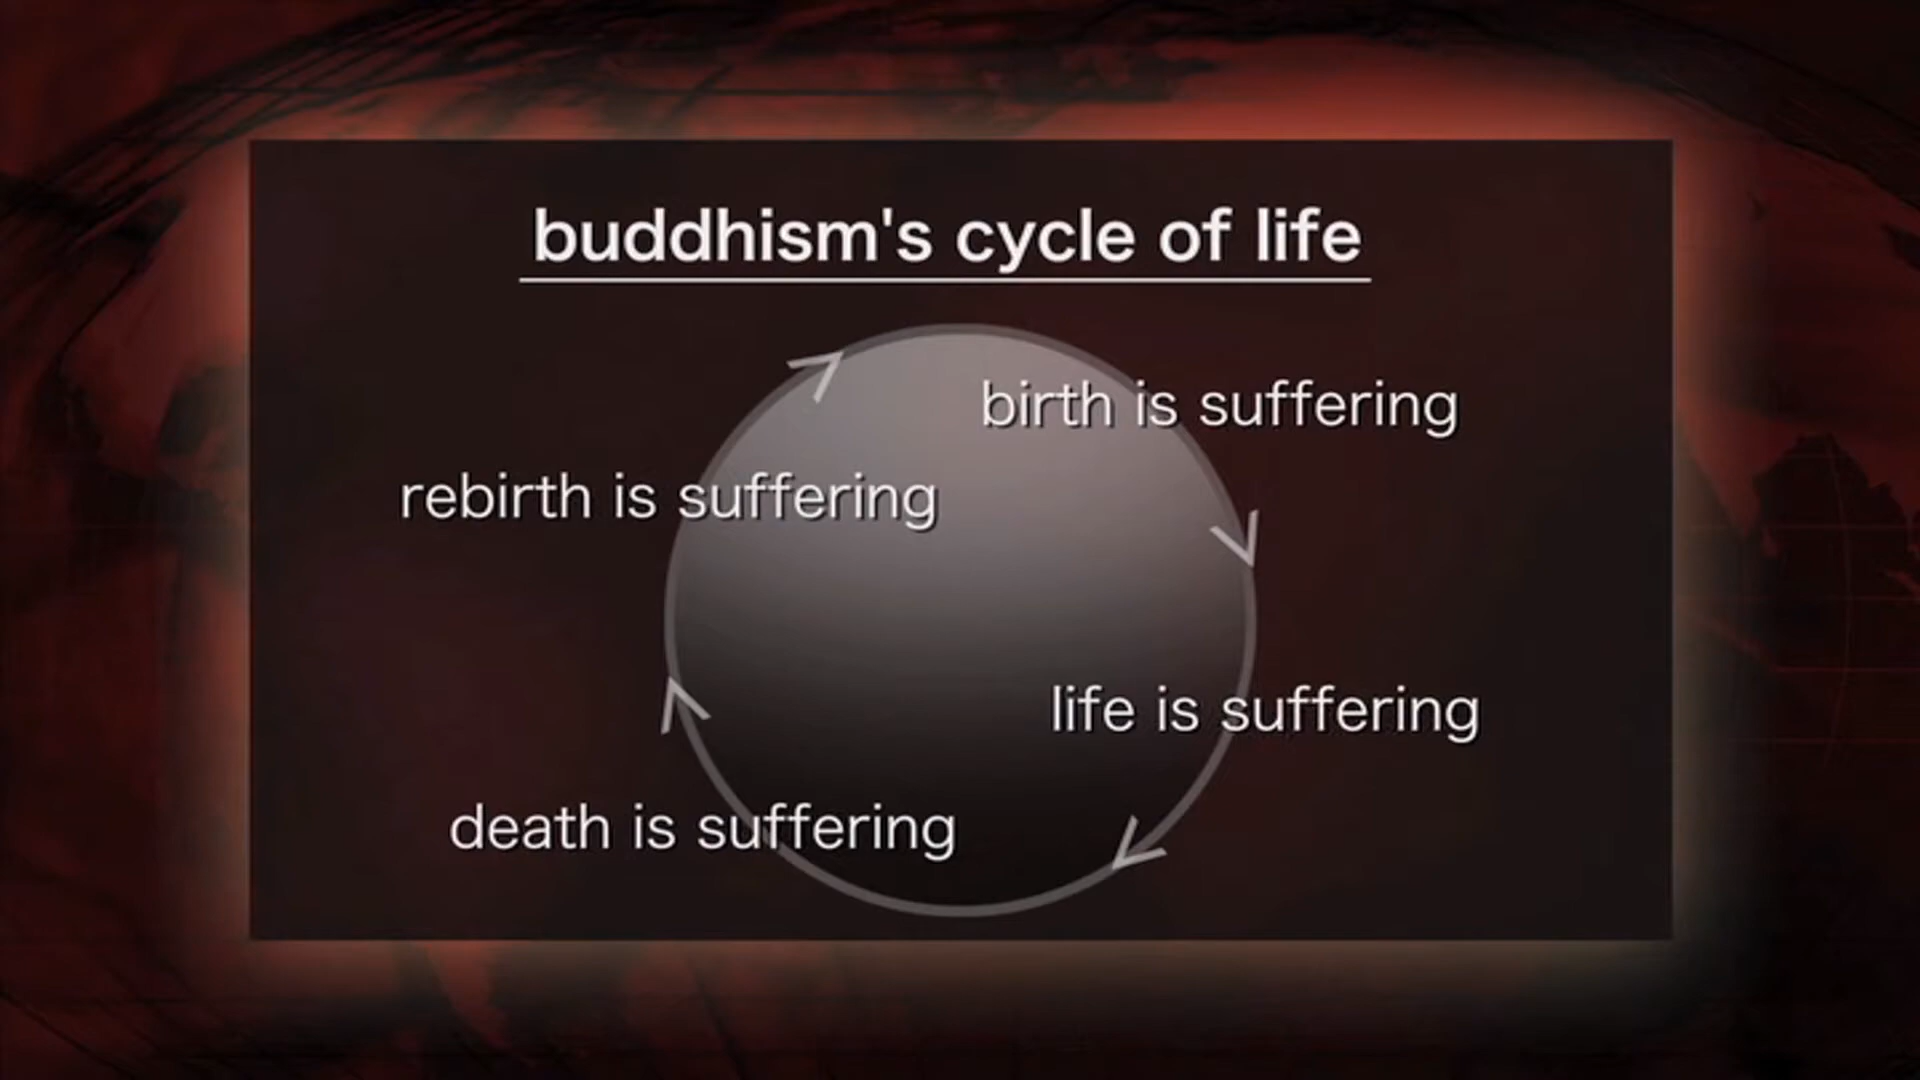 buddhism's cycle of life
birth is suffering
rebirth is suffering
life is suffering
death is suffering